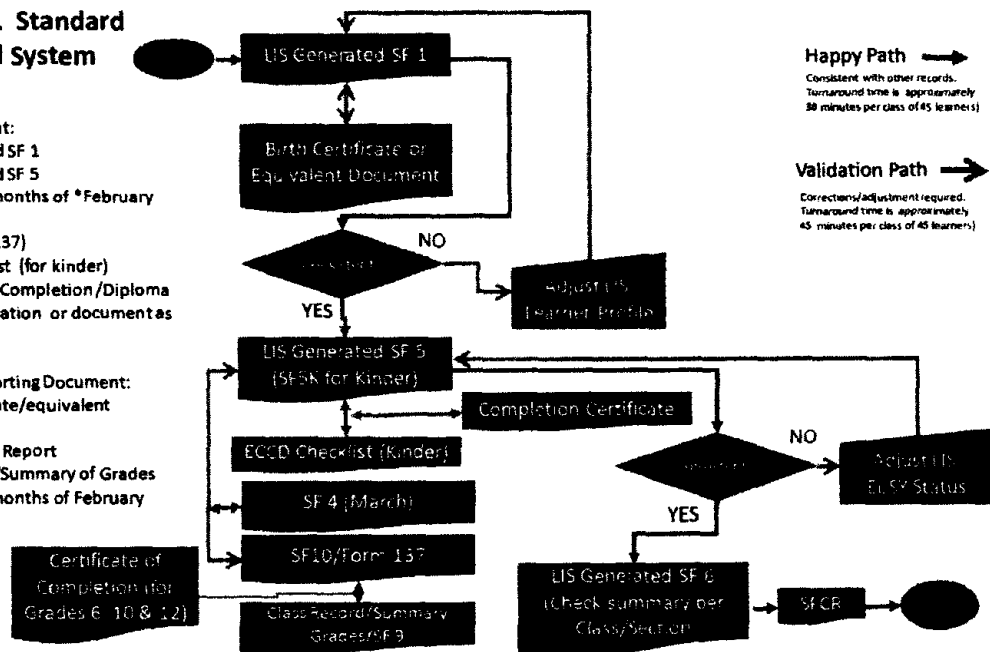 . Standard
l System
LIS Generated SF 1
Birth Certificate or
Equivalent Document
Happy Path
Consistent with other records.
Turnaround time is approximately
30 minutes per class of 45 learners)
Validation Path
Corrections/adjustment required.
Turnaround time is approximately
45 minutes per class of 45 learners)
t:
d SF 1
d SF 5
months of *February
37)
st (for kinder)
Completion/Diploma
ation or document as
NO
Adjust LIS
Learner Profile
YES
LIS Generated SF 5
(SF5K for Kinder)
Completion Certificate
ECCD Checklist (Kinder)
SF 4 (March)
SF10/Form 137
orting Document:
te/equivalent
Report
/Summary of Grades
months of February
NO
Adjust LIS
EoSY Status
YES
Certificate of
Completion (for
Grades 6, 10 & 12)
Class Record/Summary
Grades/SF 9
LIS Generated SF 6
(Check summary per
Class/Section
SFCR